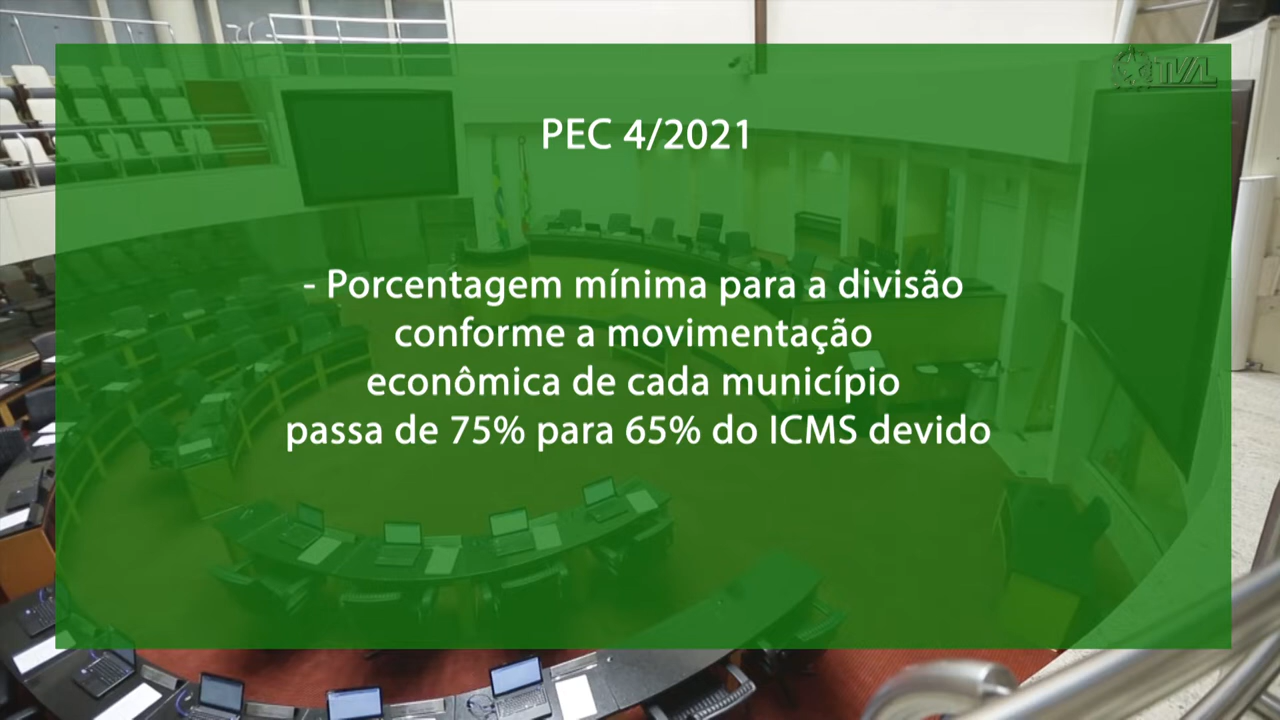 TVAL
PEC 4/2021
- Porcentagem mínima para a divisão
conforme a movimentação
econômica de cada município
passa de 75% para 65% do ICMS devido